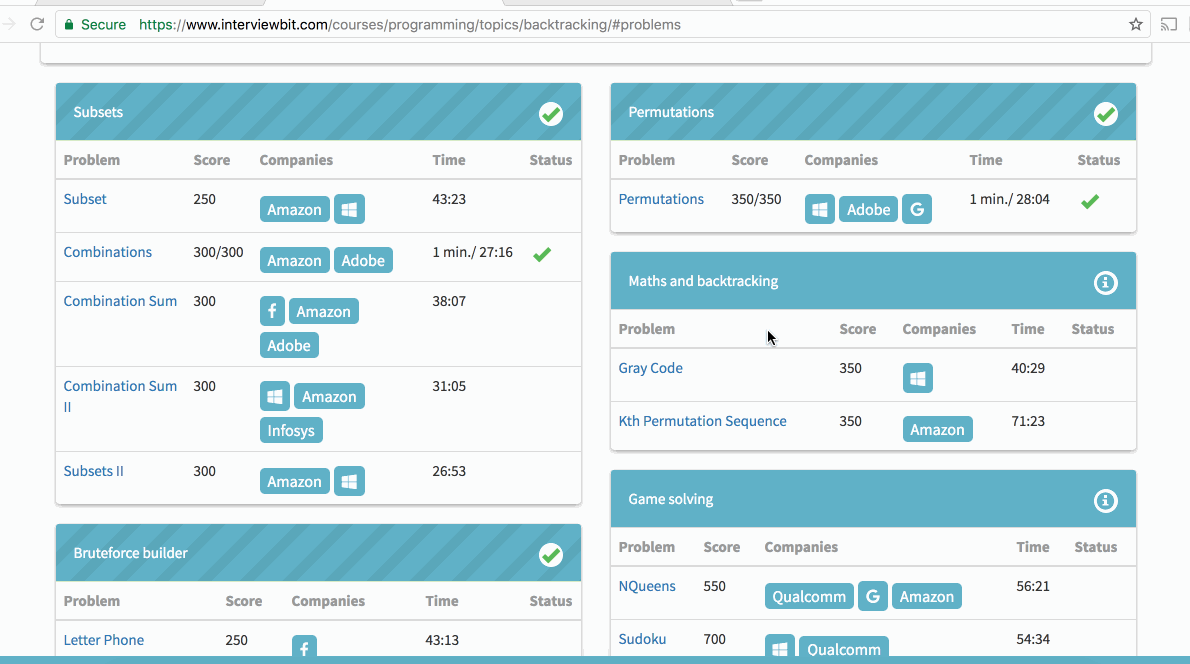 Secure https://www.interviewbit.com/courses/programming/topics/backtracking/#problems
Subsets
Problem Score Companies Time Status
Subset 250 Amazon 43:23
Combinations 300/300 Amazon Adobe 1 min./ 27:16
Combination Sum 300 f Amazon 38:07
Adobe
Combination Sum 300 Amazon 31:05
II Infosys
Subsets II 300 Amazon 26:53
Bruteforce builder
Problem Score Companies Time Status
Letter Phone 250 f 43:13
Permutations
Problem Score Companies Time Status
Permutations 350/350 Adobe G 1 min./ 28:04
Maths and backtracking
Problem Score Companies Time Status
Gray Code 350 40:29
Kth Permutation Sequence 350 Amazon 71:23
Game solving
Problem Score Companies Time Status
NQueens 550 Qualcomm G Amazon 56:21
Sudoku 700 Qualcomm 54:34